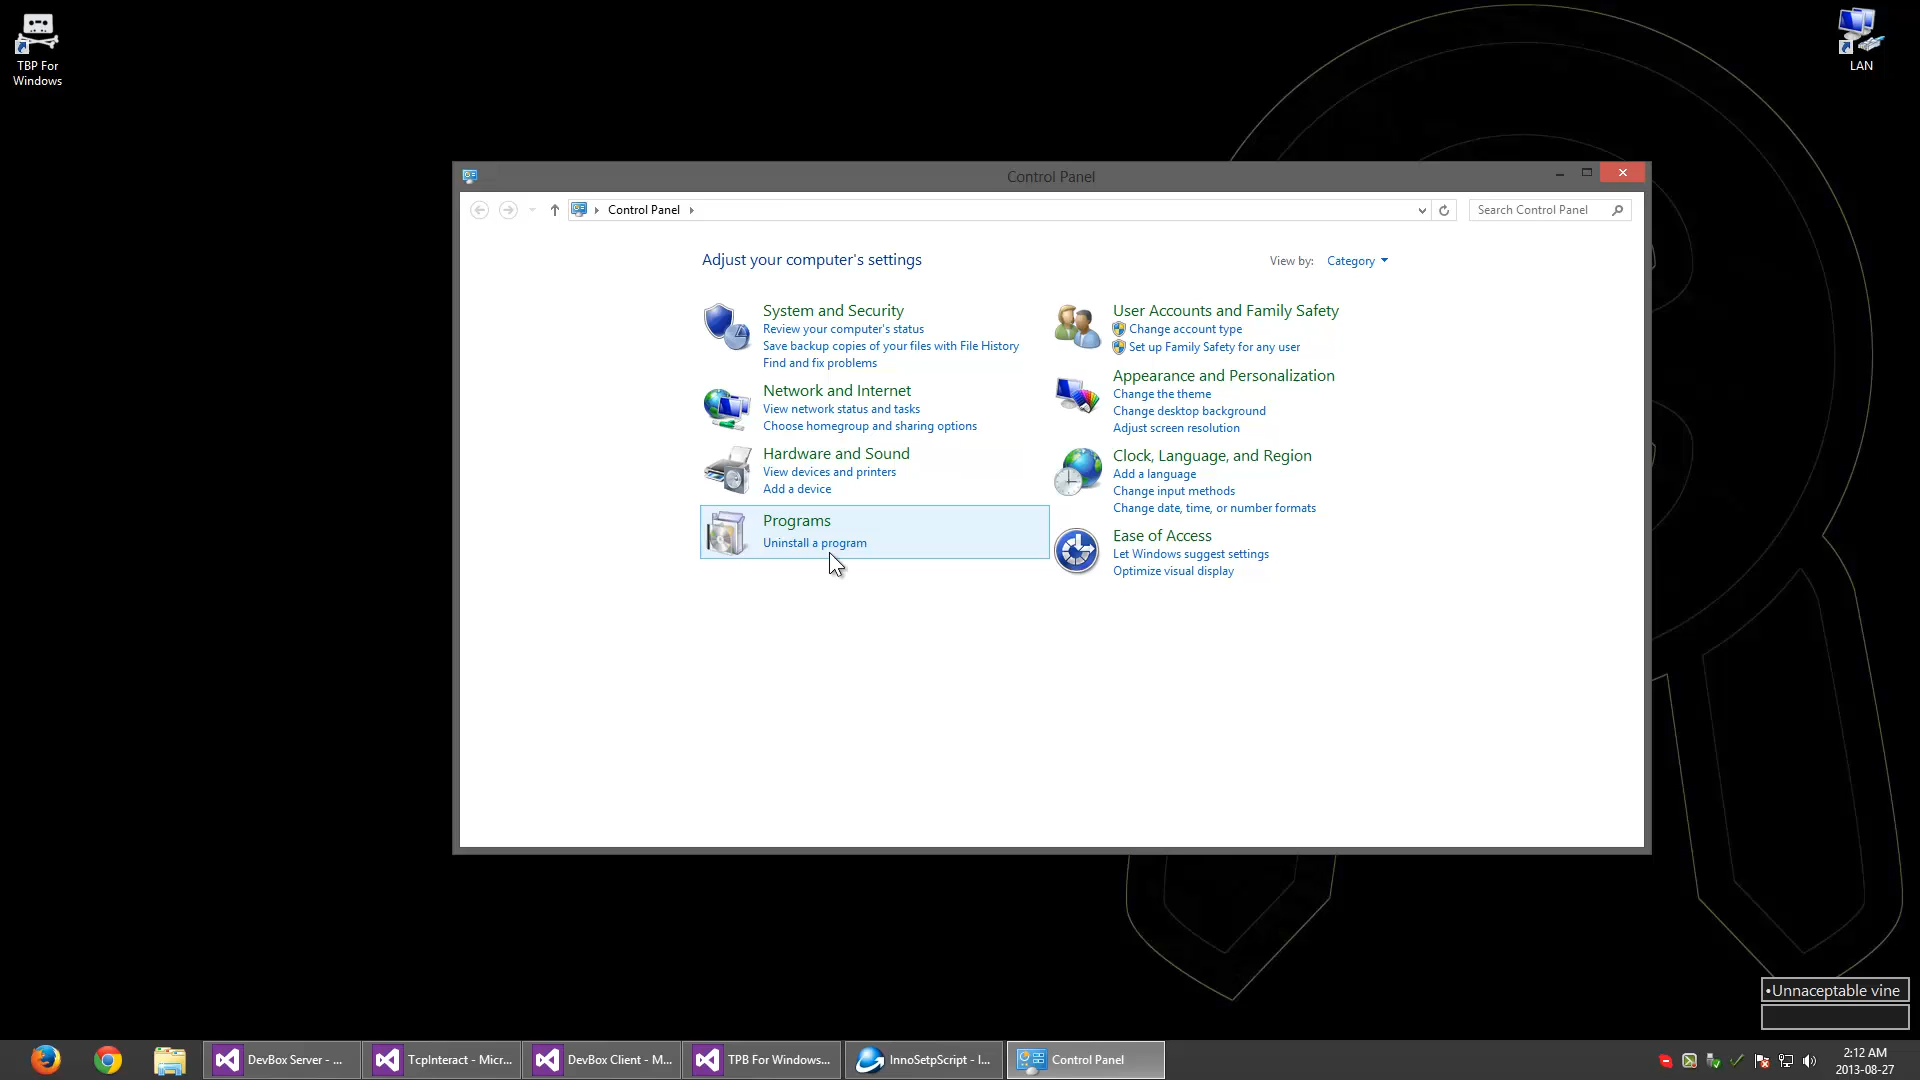 TBP For
Windows
LAN
Control Panel
Control Panel
Search Control Panel
Adjust your computer's settings
View by: Category
System and Security
Review your computer's status
Save backup copies of your files with File History
Find and fix problems
Network and Internet
View network status and tasks
Choose homegroup and sharing options
Hardware and Sound
View devices and printers
Add a device
Programs
Uninstall a program
User Accounts and Family Safety
Change account type
Set up Family Safety for any user
Appearance and Personalization
Change the theme
Change desktop background
Adjust screen resolution
Clock, Language, and Region
Add a language
Change input methods
Change date, time, or number formats
Ease of Access
Let Windows suggest settings
Optimize visual display
•Unnaceptable vine
DevBox Server - ...
TcpInteract - Micr...
DevBox Client - M...
TPB For Windows...
InnoSetpScript - I...
Control Panel
2:12 AM
2013-08-27